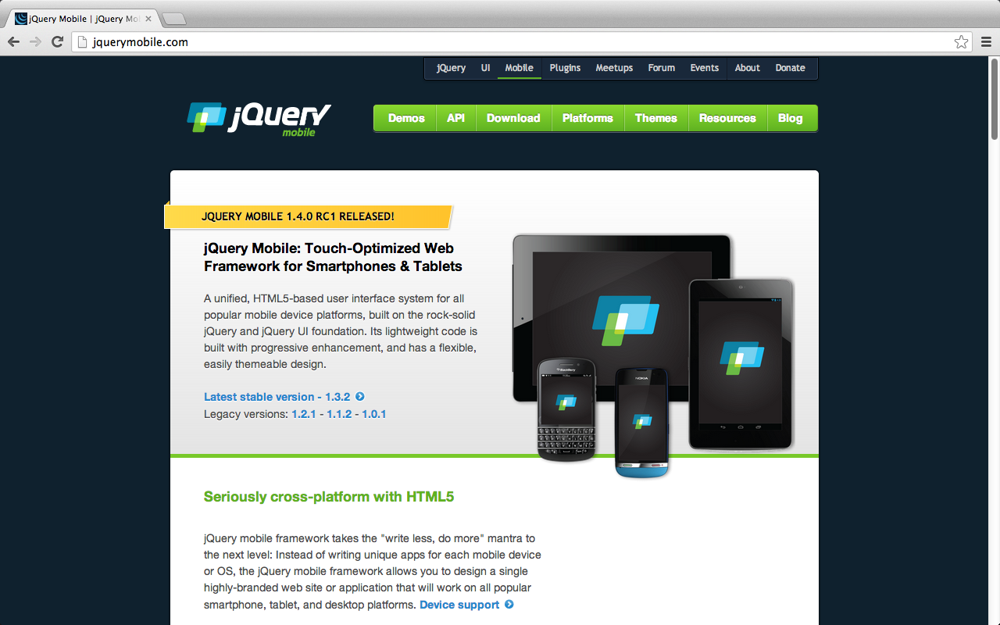 jQuery Mobile | jQuery Mob
jquerymobile.com
jQuery UI Mobile Plugins Meetups Forum Events About Donate
jQuery
mobile
Demos API Download Platforms Themes Resources Blog
JQUERY MOBILE 1.4.0 RC1 RELEASED!
jQuery Mobile: Touch-Optimized Web
Framework for Smartphones & Tablets
A unified, HTML5-based user interface system for all
popular mobile device platforms, built on the rock-solid
jQuery and jQuery UI foundation. Its lightweight code is
built with progressive enhancement, and has a flexible,
easily themeable design.
Latest stable version - 1.3.2
Legacy versions: 1.2.1 - 1.1.2 - 1.0.1
BlackBerry
NOKIA
Seriously cross-platform with HTML5
jQuery mobile framework takes the "write less, do more" mantra to
the next level: Instead of writing unique apps for each mobile device
or OS, the jQuery mobile framework allows you to design a single
highly-branded web site or application that will work on all popular
smartphone, tablet, and desktop platforms. Device support